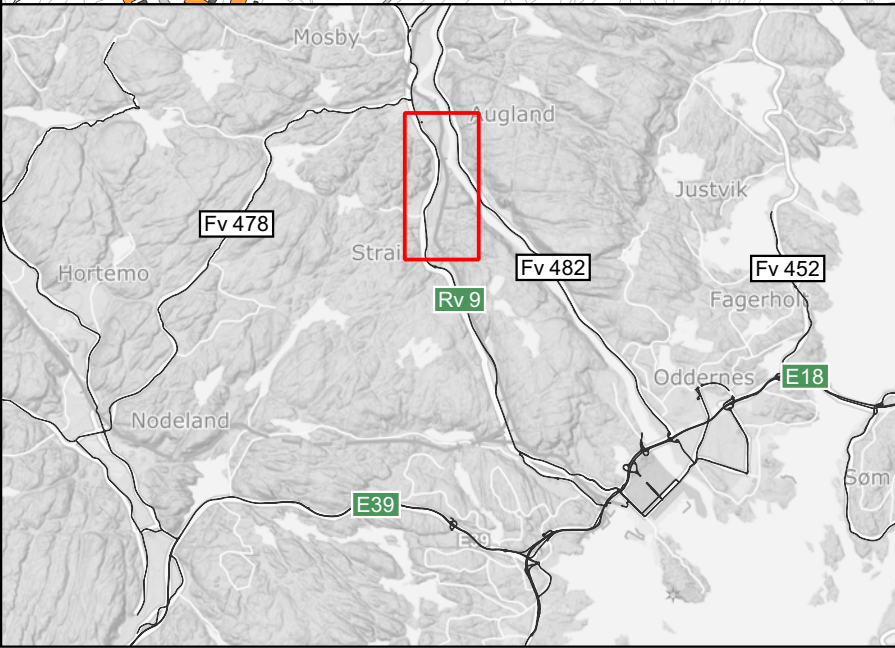 Mosby
Augland
Justvik
Fv 478
Strai
Fv 482
Fv 452
Hortemo
Rv 9
Fagerholt
Oddernes
E18
Nodeland
Søm
E39
E39